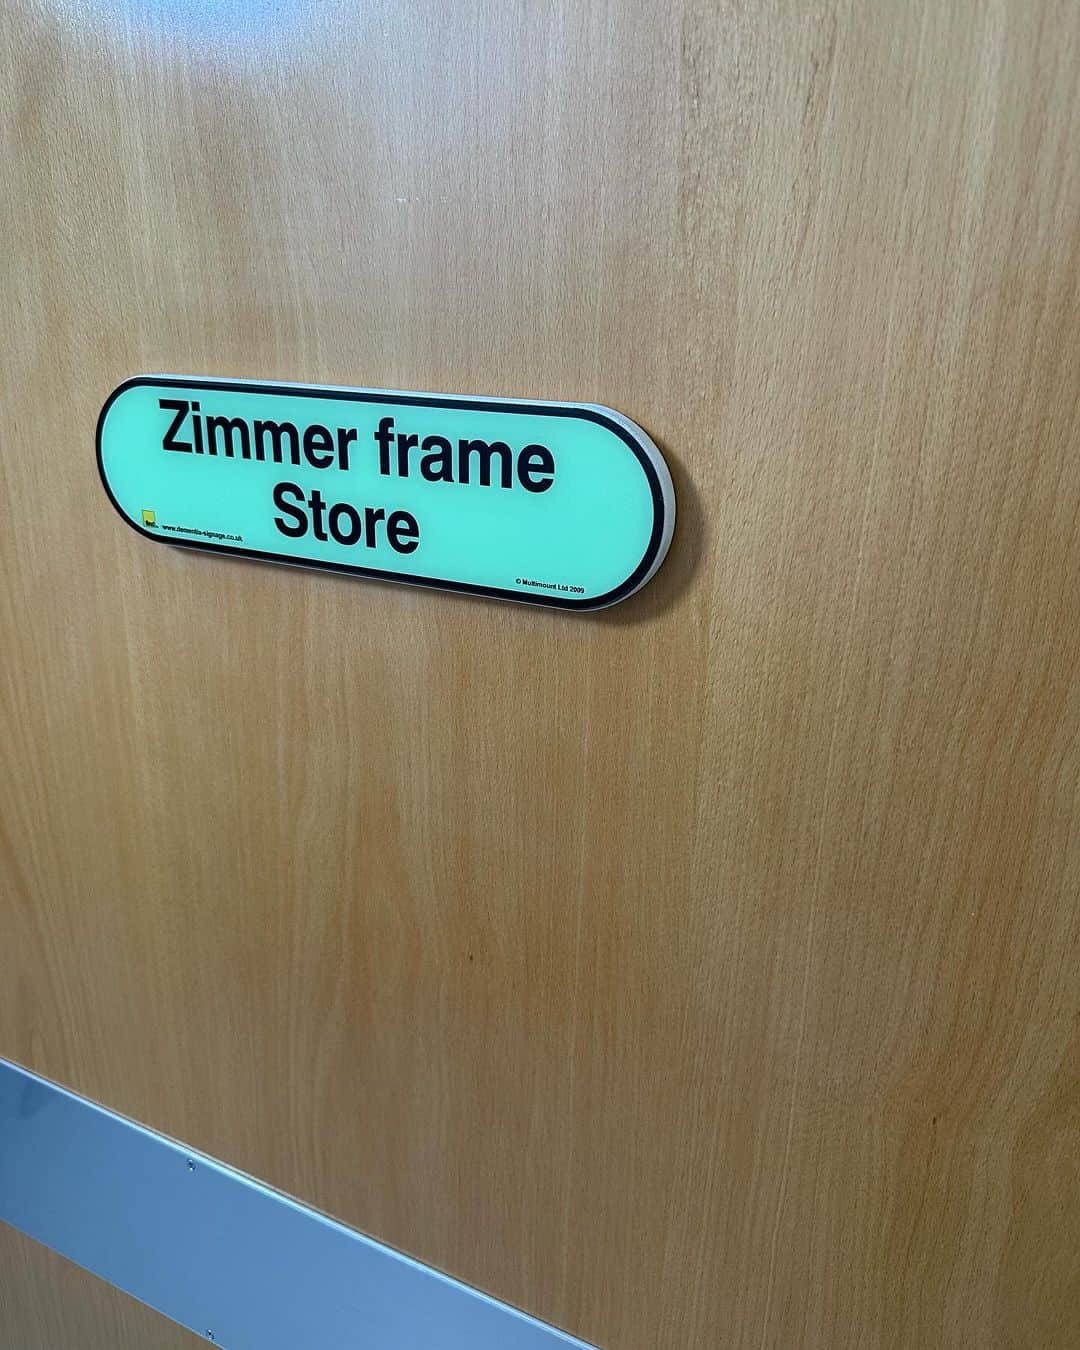 Zimmer frame
Store
www.dementia-signage.co.uk
© Multimount Ltd 2009